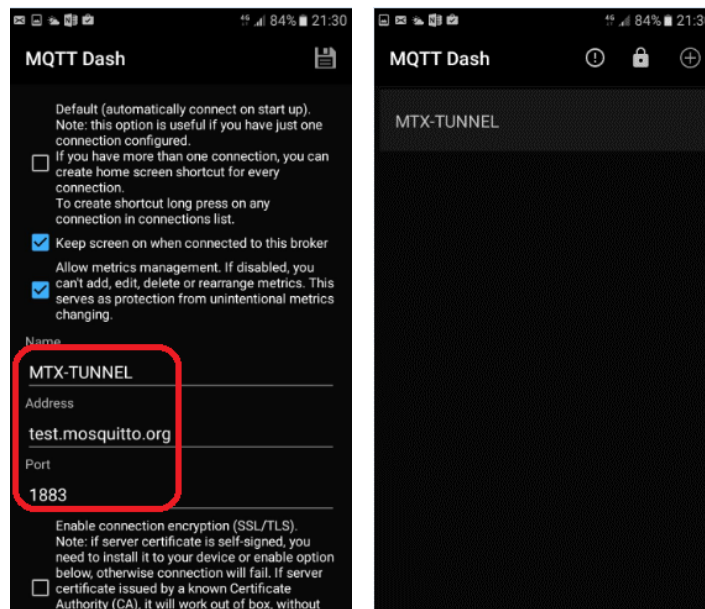 84% 21:30
MQTT Dash
Default (automatically connect on start up).
Note: this option is useful if you have just one
connection configured.
If you have more than one connection, you can
create home screen shortcut for every
connection.
To create shortcut long press on any
connection in connections list.
Keep screen on when connected to this broker
Allow metrics management. If disabled, you
can't add, edit, delete or rearrange metrics. This
serves as protection from unintentional metrics
changing.
Name
MTX-TUNNEL
Address
test.mosquitto.org
Port
1883
Enable connection encryption (SSL/TLS).
Note: if server certificate is self-signed, you
need to install it to your device or enable option
below, otherwise connection will fail. If server
certificate issued by a known Certificate
Authority (CA), it will work out of box, without
84% 21:3
MQTT Dash
MTX-TUNNEL